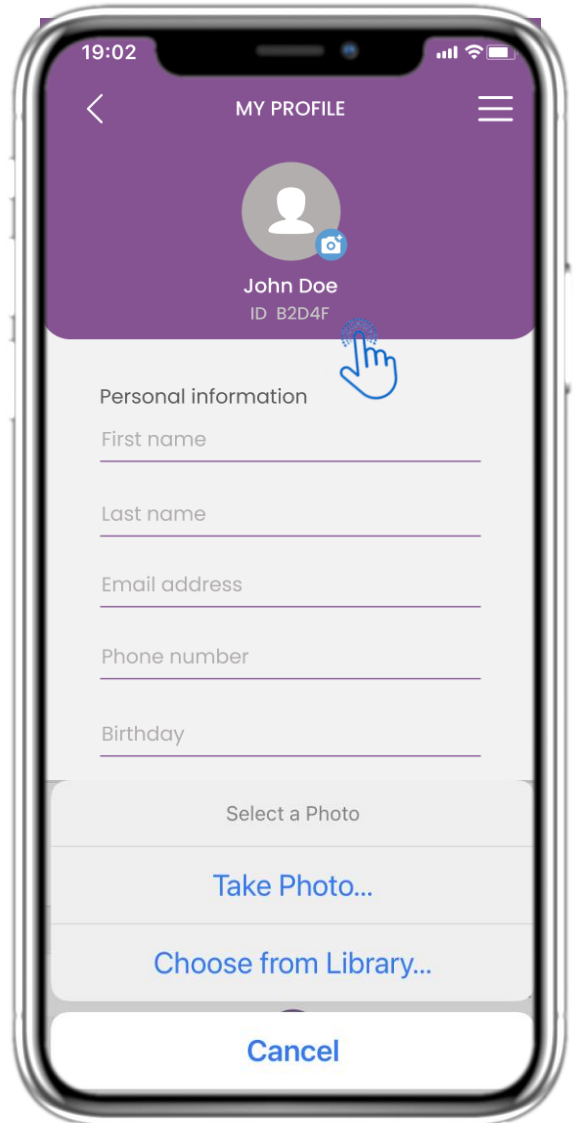 19:02
MY PROFILE
John Doe
ID B2D4F
Personal information
First name
Last name
Email address
Phone number
Birthday
Select a Photo
Take Photo...
Choose from Library...
Cancel